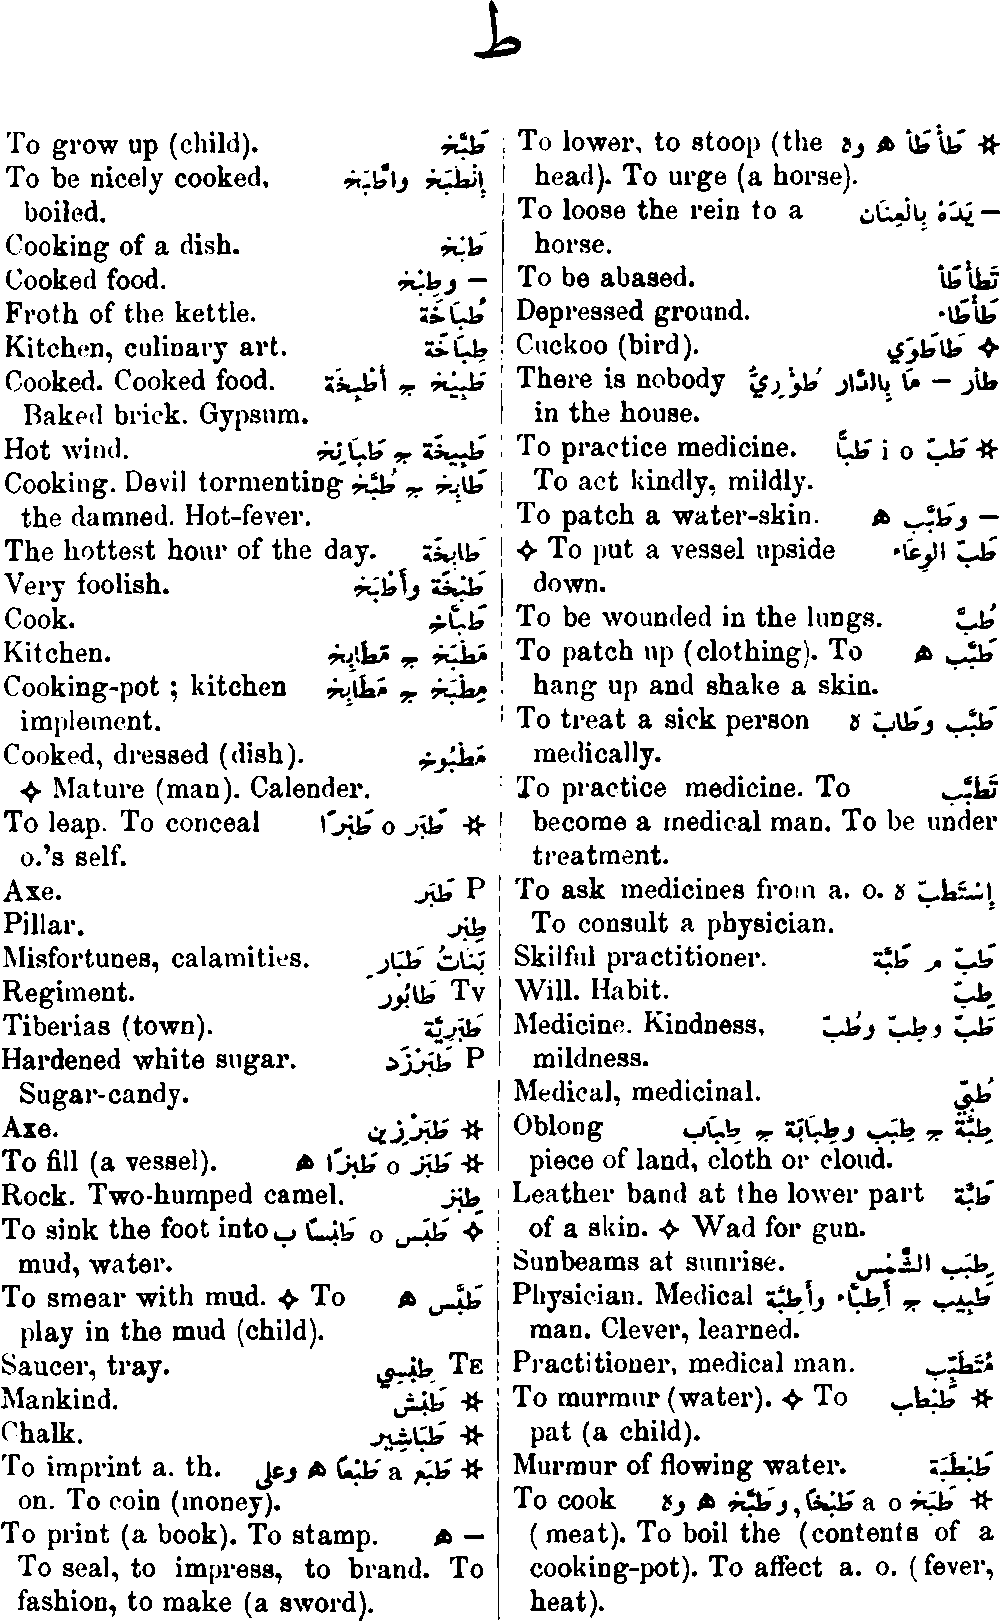 ط
To lower, to stoop (the ✲ طَأْطَأَ ه وه
head). To urge (a horse).
To loose the rein to a — يَدَهُ بِالْعِنَان
horse.
To be abased. تَطَأْطَأَ
Depressed ground. طَأْطَاء
Cuckoo (bird). ✧ طَاطَوِيّ
There is nobody طأر — مَا بِالدَّار طُؤْرِيٌّ
in the house.
To practice medicine. ✲ طَبَّ i o طَبًّا
To act kindly, mildly.
To patch a water-skin. — وطَبَّب ه
✧ To put a vessel upside طَبَّ الوِعَاء
down.
To be wounded in the lungs. طُبَّ
To patch up (clothing). To طَبَّب ه
hang up and shake a skin.
To treat a sick person طَبَّب وطَابَّ ه
medically.
To practice medicine. To تَطَبَّب
become a medical man. To be under
treatment.
To ask medicines from a. o. إِسْتَطَبَّ ه
To consult a physician.
Skilful practitioner. طَبّ م طَبَّة
Will. Habit. طِبّ
Medicine. Kindness, طَبّ وطِبّ وطُبّ
mildness.
Medical, medicinal. طُبِّيّ
Oblong طِبَّة ج طِبَب وطِبَابَة ج طِبَاب
piece of land, cloth or cloud.
Leather band at the lower part طَبَّة
of a skin. ✧ Wad for gun.
Sunbeams at sunrise. طِبَب الشَّمْس
Physician. Medical طَبِيب ج أَطِبَّاء وأَطِبَّة
man. Clever, learned.
Practitioner, medical man. مُتَطَبِّب
To murmur (water). ✧ To ✲ طَبْطَب
pat (a child).
Murmur of flowing water. طَبْطَبَة
To cook ✲ طَبَخ a o طَبْخًا, وطَبَّخ ه وه
(meat). To boil the (contents of a
cooking-pot). To affect a. o. (fever,
heat).
To grow up (child). طَبَّخ
To be nicely cooked, إِنْطَبَخ واطَّبَخ
boiled.
Cooking of a dish. طَبْخ
Cooked food. — وطِبْخ
Froth of the kettle. طُبَاخَة
Kitchen, culinary art. طِبَاخَة
Cooked. Cooked food. طَبِيْخ ج أَطْبِخَة
Baked brick. Gypsum.
Hot wind. طَبِيخَة ج طَبَائِخ
Cooking. Devil tormenting طَابِخ ج طُبَّخ
the damned. Hot-fever.
The hottest hour of the day. طَابِخَة
Very foolish. طَبْخَة وأَطْبَخ
Cook. طَبَّاخ
Kitchen. مَطْبَخ ج مَطَابِخ
Cooking-pot ; kitchen مِطْبَخ ج مَطَابِخ
implement.
Cooked, dressed (dish). مَطْبُوخ
✧ Mature (man). Calender.
To leap. To conceal ✲ طَبَر o طَبْرًا
o.'s self.
Axe. P طَبَر
Pillar. طِبْر
Misfortunes, calamities. بَنَاتُ طَبَارِ
Regiment. Tv طَابُور
Tiberias (town). طَبَرِيَّة
Hardened white sugar. P طَبَرْزَد
Sugar-candy.
Axe. ✲ طَبَرْزِين
To fill (a vessel). ✲ طَبَز o طَبْزًا ه
Rock. Two-humped camel. طِبْز
To sink the foot into ✧ طَبَس o طَبْسًا ب
mud, water.
To smear with mud. ✧ To طَبَّس ه
play in the mud (child).
Saucer, tray. TE طِبْسِي
Mankind. ✲ طَبْش
Chalk. ✲ طَبَاشِير
To imprint a. th. ✲ طَبَع a طَبْعًا ه وعلى
on. To coin (money).
To print (a book). To stamp. — ه
To seal, to impress, to brand. To
fashion, to make (a sword).